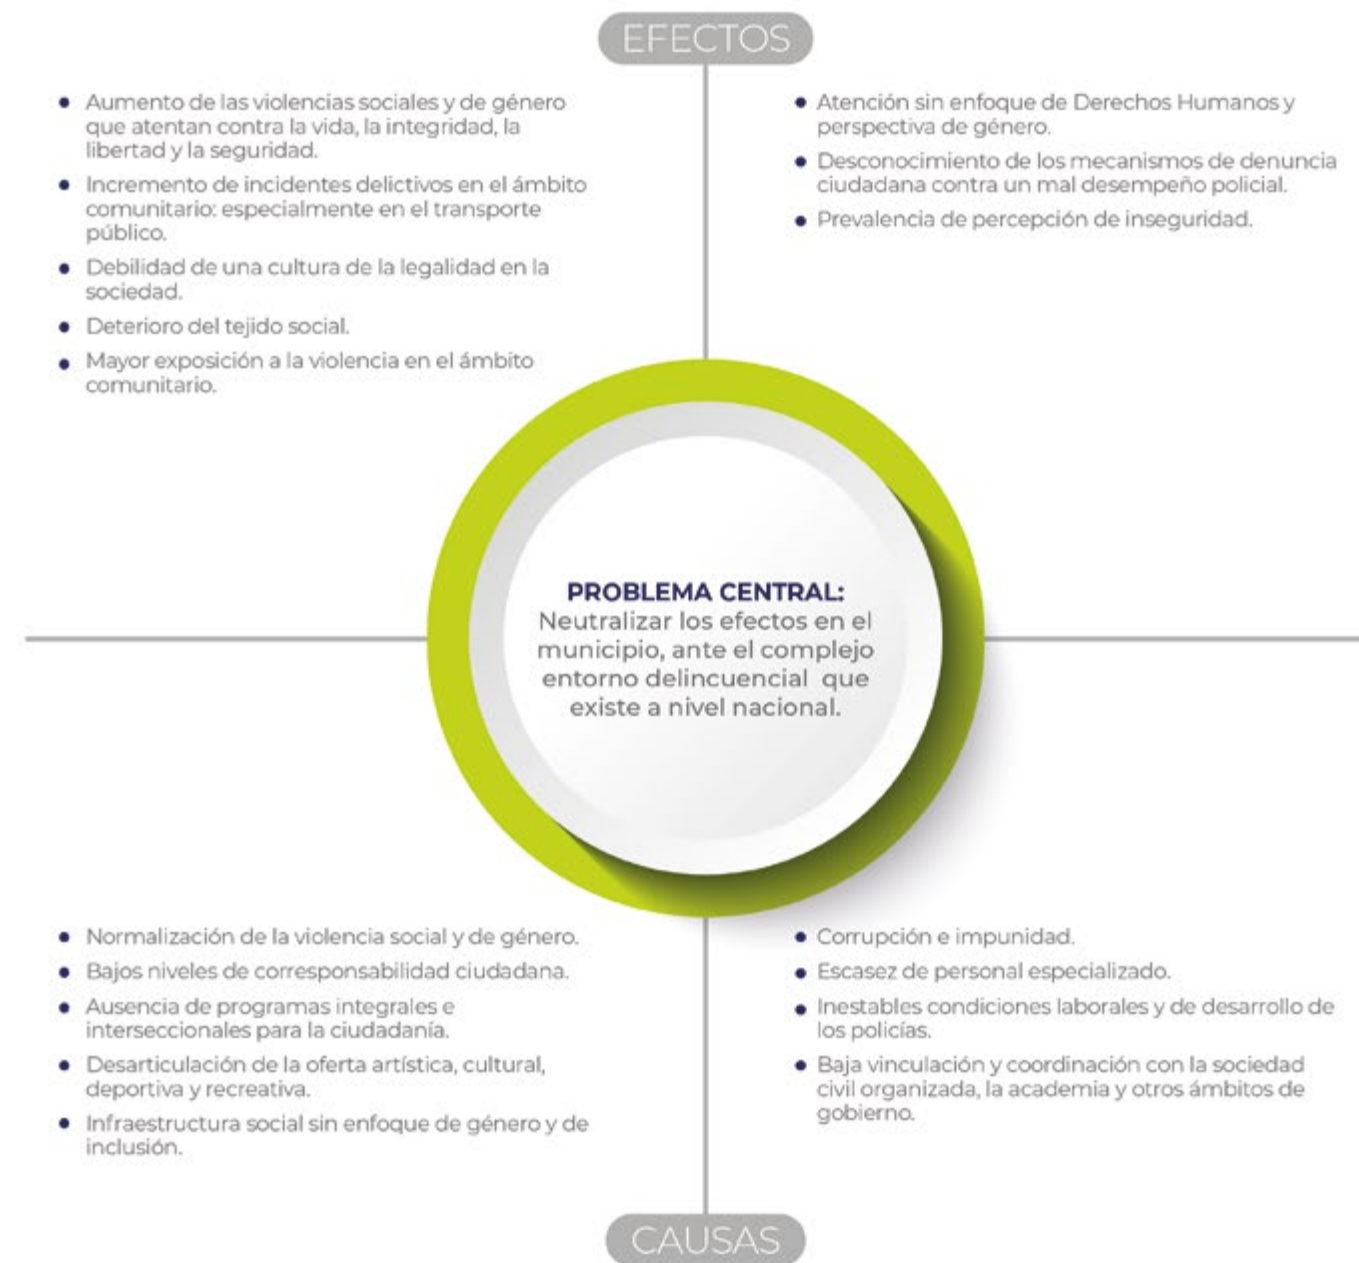 EFECTOS
• Aumento de las violencias sociales y de género
que atentan contra la vida, la integridad, la
libertad y la seguridad.
• Incremento de incidentes delictivos en el ámbito
comunitario: especialmente en el transporte
público.
• Debilidad de una cultura de la legalidad en la
sociedad.
• Deterioro del tejido social.
• Mayor exposición a la violencia en el ámbito
comunitario.
• Atención sin enfoque de Derechos Humanos y
perspectiva de género.
• Desconocimiento de los mecanismos de denuncia
ciudadana contra un mal desempeño policial.
• Prevalencia de percepción de inseguridad.
PROBLEMA CENTRAL:
Neutralizar los efectos en el
municipio, ante el complejo
entorno delincuencial que
existe a nivel nacional.
• Normalización de la violencia social y de género.
• Bajos niveles de corresponsabilidad ciudadana.
• Ausencia de programas integrales e
interseccionales para la ciudadanía.
• Desarticulación de la oferta artística, cultural,
deportiva y recreativa.
• Infraestructura social sin enfoque de género y de
inclusión.
• Corrupción e impunidad.
• Escasez de personal especializado.
• Inestables condiciones laborales y de desarrollo de
los policías.
• Baja vinculación y coordinación con la sociedad
civil organizada, la academia y otros ámbitos de
gobierno.
CAUSAS